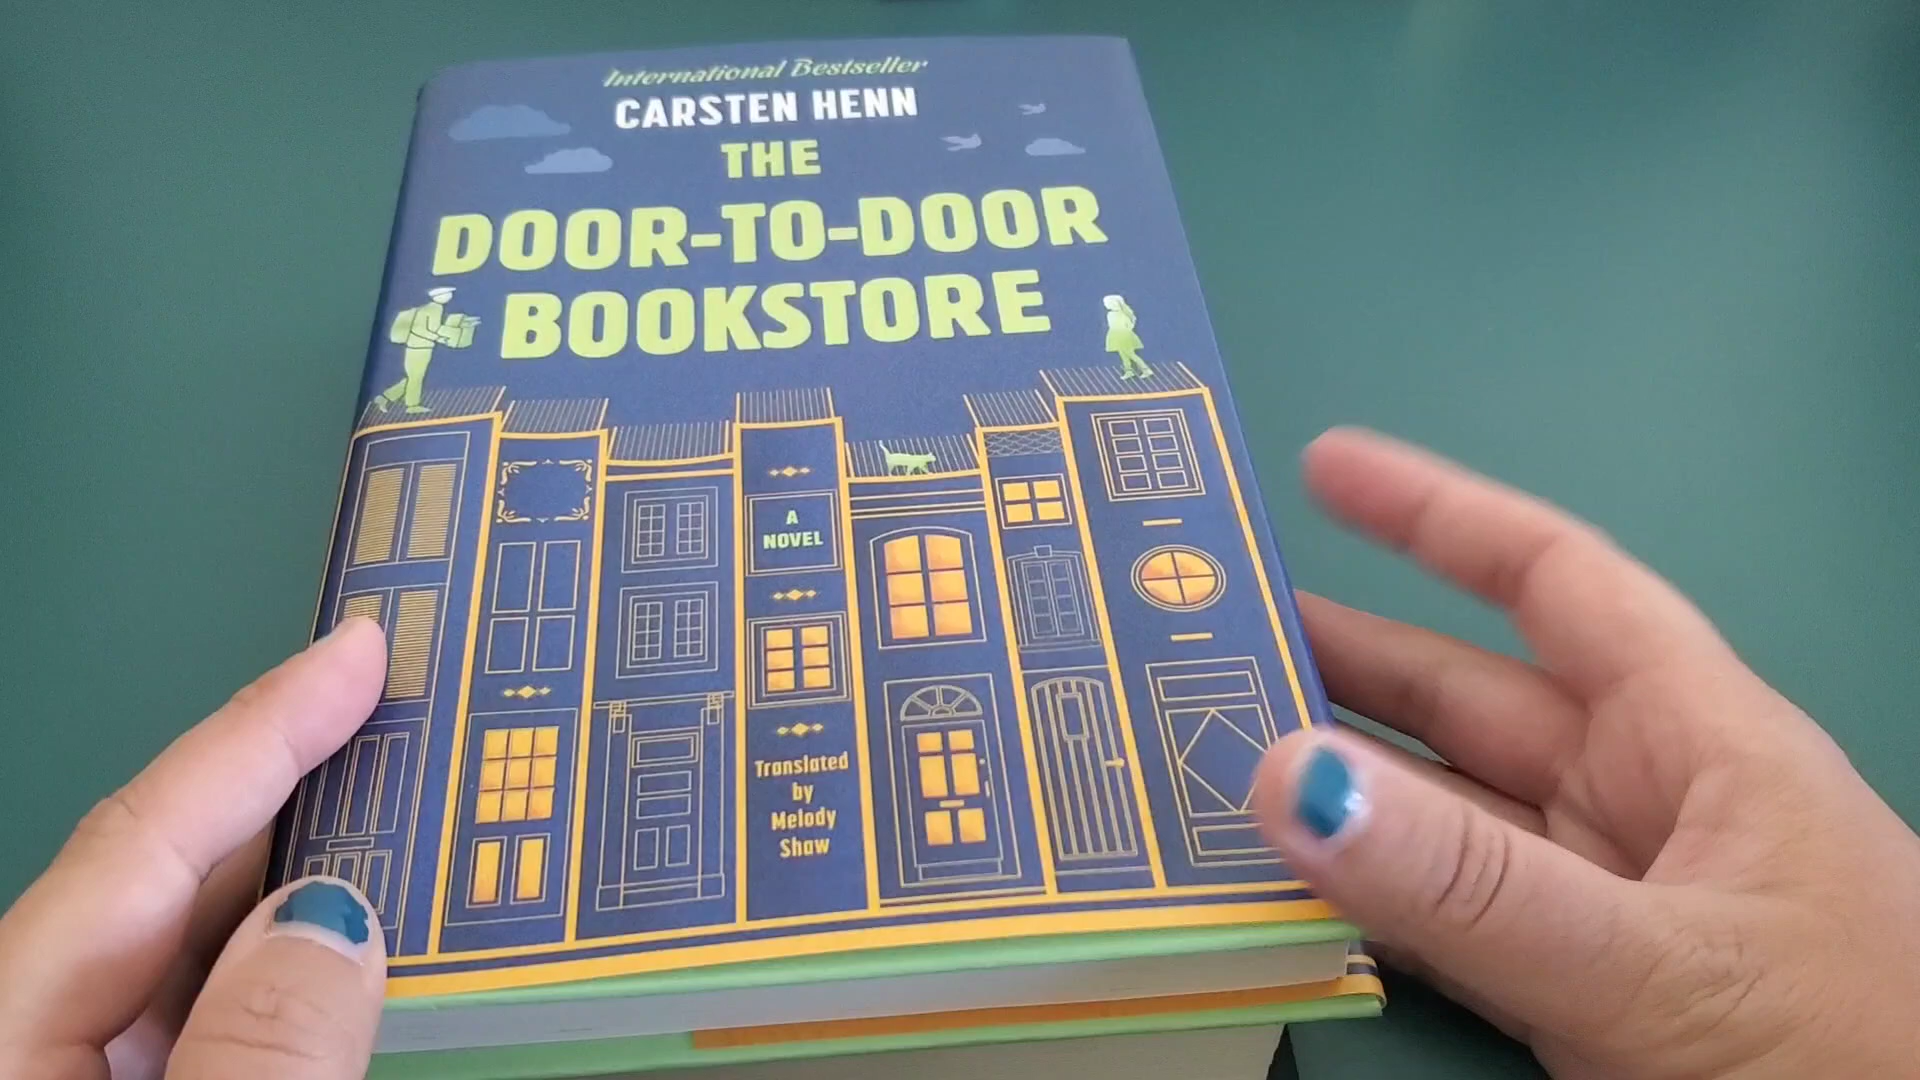 International Bestseller
CARSTEN HENN
THE
DOOR-TO-DOOR
BOOKSTORE
A
NOVEL
Translated
by
Melody
Shaw